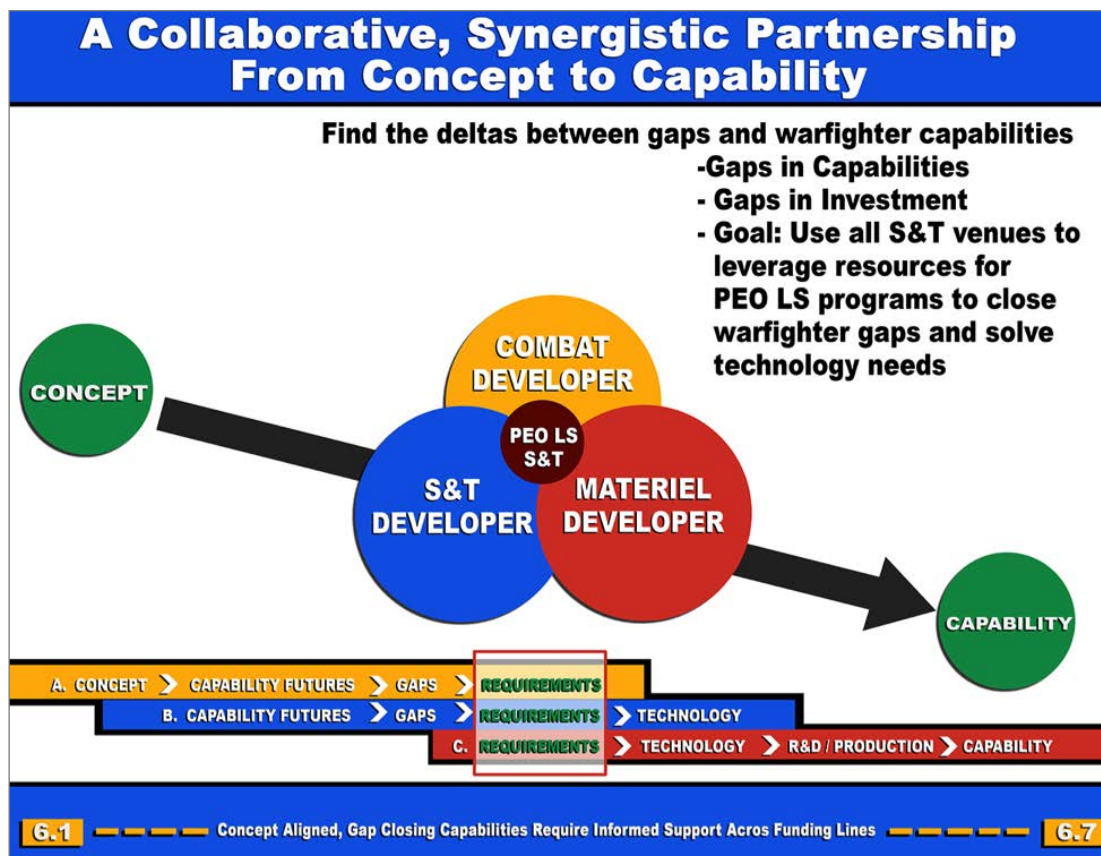 A Collaborative, Synergistic Partnership
From Concept to Capability
Find the deltas between gaps and warfighter capabilities
-Gaps in Capabilities
- Gaps in Investment
- Goal: Use all S&T venues to
leverage resources for
PEO LS programs to close
warfighter gaps and solve
technology needs
CONCEPT
COMBAT
DEVELOPER
PEO LS
S&T
S&T
DEVELOPER
MATERIEL
DEVELOPER
CAPABILITY
A. CONCEPT > CAPABILITY FUTURES > GAPS > REQUIREMENTS
B. CAPABILITY FUTURES > GAPS > REQUIREMENTS > TECHNOLOGY
C. REQUIREMENTS > TECHNOLOGY > R&D / PRODUCTION > CAPABILITY
6.1 Concept Aligned, Gap Closing Capabilities Require Informed Support Acros Funding Lines 6.7